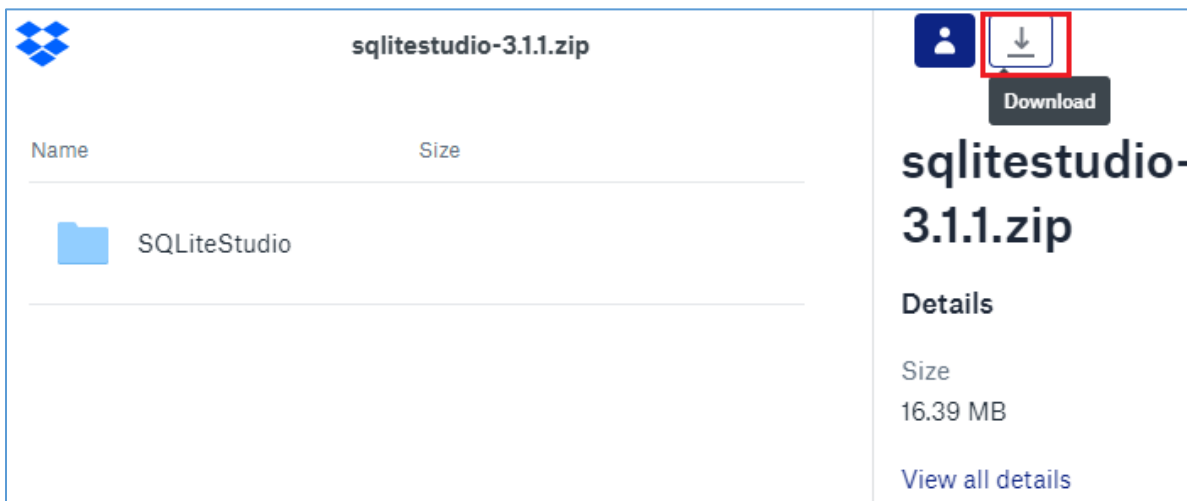 sqlitestudio-3.1.1.zip
Download
Name
Size
SQLiteStudio
sqlitestudio-
3.1.1.zip
Details
Size
16.39 MB
View all details